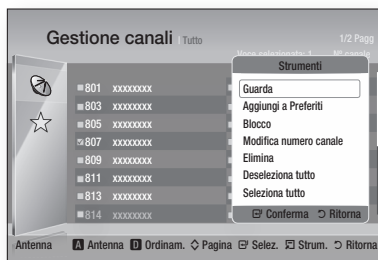 Gestione canali | Tutto
1/2 Pagg
Voce selezionata: 1 N° canale
Strumenti
801 xxxxxxxx
803 xxxxxxxx
805 xxxxxxxx
807 xxxxxxxx
809 xxxxxxxx
811 xxxxxxxx
813 xxxxxxxx
814 xxxxxxxx
Guarda
Aggiungi a Preferiti
Blocco
Modifica numero canale
Elimina
Deseleziona tutto
Seleziona tutto
Conferma Ritorna
Antenna A Antenna D Ordinam. Pagina Selez. Strum. Ritorna